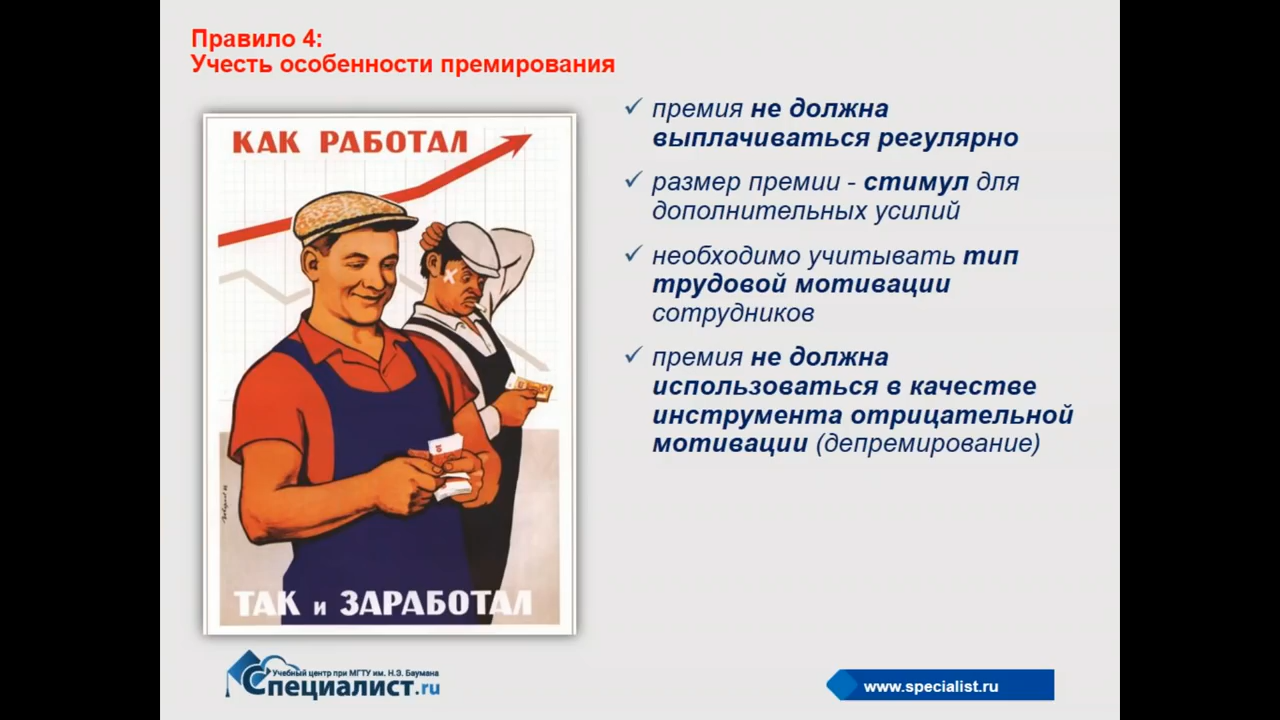 Правило 4:
Учесть особенности премирования
КАК РАБОТАЛ
ТАК и ЗАРАБОТАЛ
✓ премия не должна
выплачиваться регулярно
✓ размер премии - стимул для
дополнительных усилий
✓ необходимо учитывать тип
трудовой мотивации
сотрудников
✓ премия не должна
использоваться в качестве
инструмента отрицательной
мотивации (депремирование)
Учебный центр при МГТУ им. Н.Э. Баумана
Специалист.ru
www.specialist.ru